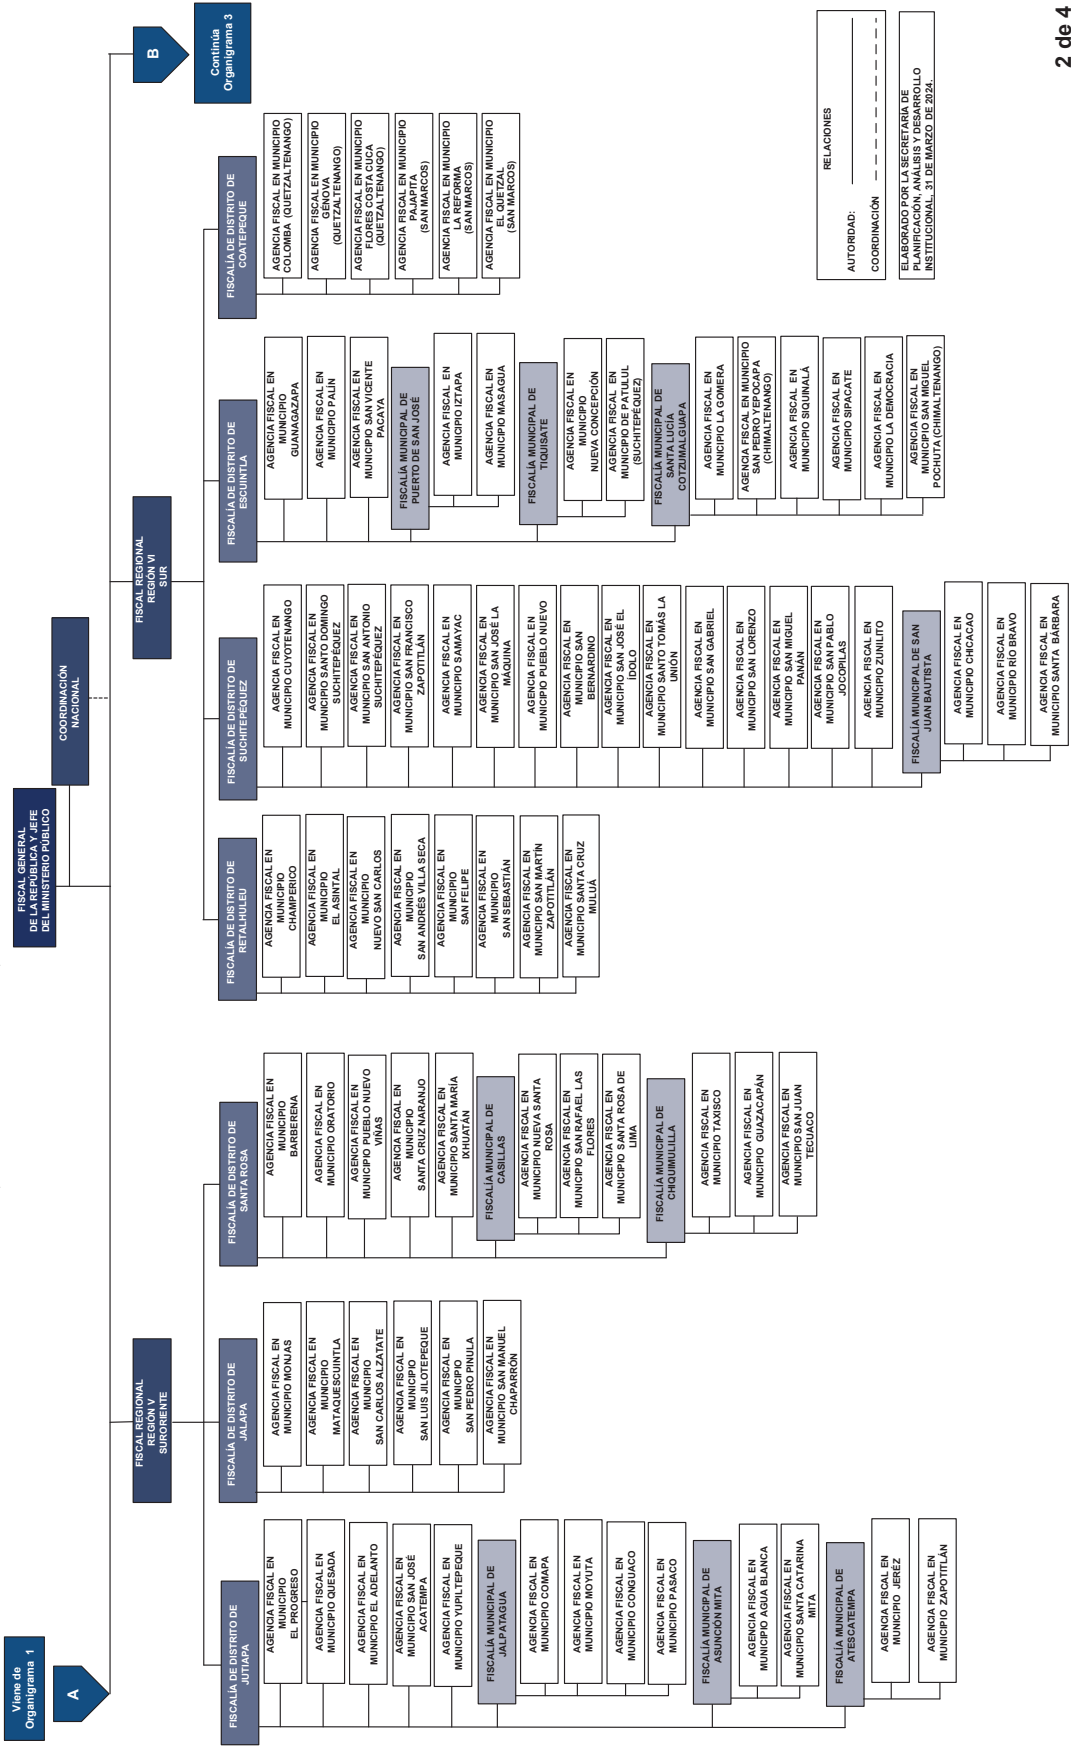 Viene de
Organigrama 1
A
FISCAL GENERAL
DE LA REPÚBLICA Y JEFE
DEL MINISTERIO PÚBLICO
COORDINACIÓN
NACIONAL
B
Continúa
Organigrama 3
FISCAL REGIONAL
REGIÓN V
SURORIENTE
FISCALÍA DE DISTRITO DE
JUTIAPA
AGENCIA FISCAL EN
MUNICIPIO
EL PROGRESO
AGENCIA FISCAL EN
MUNICIPIO QUESADA
AGENCIA FISCAL EN
MUNICIPIO EL ADELANTO
AGENCIA FISCAL EN
MUNICIPIO SAN JOSÉ
ACATEMPA
AGENCIA FISCAL EN
MUNICIPIO YUPILTEPEQUE
FISCALÍA MUNICIPAL DE
JALPATAGUA
AGENCIA FISCAL EN
MUNICIPIO COMAPA
AGENCIA FISCAL EN
MUNICIPIO MOYUTA
AGENCIA FISCAL EN
MUNICIPIO CONGUACO
AGENCIA FISCAL EN
MUNICIPIO PASACO
FISCALÍA MUNICIPAL DE
ASUNCIÓN MITA
AGENCIA FISCAL EN
MUNICIPIO AGUA BLANCA
AGENCIA FISCAL EN
MUNICIPIO SANTA CATARINA
MITA
FISCALÍA MUNICIPAL DE
ATESCATEMPA
AGENCIA FISCAL EN
MUNICIPIO JERÉZ
AGENCIA FISCAL EN
MUNICIPIO ZAPOTITLÁN
FISCALÍA DE DISTRITO DE
JALAPA
AGENCIA FISCAL EN
MUNICIPIO MONJAS
AGENCIA FISCAL EN
MUNICIPIO
MATAQUESCUINTLA
AGENCIA FISCAL EN
MUNICIPIO
SAN CARLOS ALZATATE
AGENCIA FISCAL EN
MUNICIPIO
SAN LUIS JILOTEPEQUE
AGENCIA FISCAL EN
MUNICIPIO
SAN PEDRO PINULA
AGENCIA FISCAL EN
MUNICIPIO SAN MANUEL
CHAPARRÓN
FISCALÍA DE DISTRITO DE
SANTA ROSA
AGENCIA FISCAL EN
MUNICIPIO
BARBERENA
AGENCIA FISCAL EN
MUNICIPIO ORATORIO
AGENCIA FISCAL EN
MUNICIPIO PUEBLO NUEVO
VIÑAS
AGENCIA FISCAL EN
MUNICIPIO
SANTA CRUZ NARANJO
AGENCIA FISCAL EN
MUNICIPIO SANTA MARÍA
IXHUATÁN
FISCALÍA MUNICIPAL DE
CASILLAS
AGENCIA FISCAL EN
MUNICIPIO NUEVA SANTA
ROSA
AGENCIA FISCAL EN
MUNICIPIO SAN RAFAEL LAS
FLORES
AGENCIA FISCAL EN
MUNICIPIO SANTA ROSA DE
LIMA
FISCALÍA MUNICIPAL DE
CHIQUIMULILLA
AGENCIA FISCAL EN
MUNICIPIO TAXISCO
AGENCIA FISCAL EN
MUNICIPIO GUAZACAPÁN
AGENCIA FISCAL EN
MUNICIPIO SAN JUAN
TECUACO
FISCAL REGIONAL
REGIÓN VI
SUR
FISCALÍA DE DISTRITO DE
RETALHULEU
AGENCIA FISCAL EN
MUNICIPIO
CHAMPERICO
AGENCIA FISCAL EN
MUNICIPIO
EL ASINTAL
AGENCIA FISCAL EN
MUNICIPIO
NUEVO SAN CARLOS
AGENCIA FISCAL EN
MUNICIPIO
SAN ANDRÉS VILLA SECA
AGENCIA FISCAL EN
MUNICIPIO
SAN FELIPE
AGENCIA FISCAL EN
MUNICIPIO
SAN SEBASTIÁN
AGENCIA FISCAL EN
MUNICIPIO SAN MARTÍN
ZAPOTITLÁN
AGENCIA FISCAL EN
MUNICIPIO SANTA CRUZ
MULUÁ
FISCALÍA DE DISTRITO DE
SUCHITEPÉQUEZ
AGENCIA FISCAL EN
MUNICIPIO CUYOTENANGO
AGENCIA FISCAL EN
MUNICIPIO SANTO DOMINGO
SUCHITEPÉQUEZ
AGENCIA FISCAL EN
MUNICIPIO SAN ANTONIO
SUCHITEPÉQUEZ
AGENCIA FISCAL EN
MUNICIPIO SAN FRANCISCO
ZAPOTITLÁN
AGENCIA FISCAL EN
MUNICIPIO SAMAYAC
AGENCIA FISCAL EN
MUNICIPIO SAN JOSÉ LA
MÁQUINA
AGENCIA FISCAL EN
MUNICIPIO PUEBLO NUEVO
AGENCIA FISCAL EN
MUNICIPIO SAN
BERNARDINO
AGENCIA FISCAL EN
MUNICIPIO SAN JOSÉ EL
ÍDOLO
AGENCIA FISCAL EN
MUNICIPIO SANTO TOMÁS LA
UNIÓN
AGENCIA FISCAL EN
MUNICIPIO SAN GABRIEL
AGENCIA FISCAL EN
MUNICIPIO SAN LORENZO
AGENCIA FISCAL EN
MUNICIPIO SAN MIGUEL
PANÁN
AGENCIA FISCAL EN
MUNICIPIO SAN PABLO
JOCOPILAS
AGENCIA FISCAL EN
MUNICIPIO ZUNILITO
FISCALÍA MUNICIPAL DE SAN
JUAN BAUTISTA
AGENCIA FISCAL EN
MUNICIPIO CHICACAO
AGENCIA FISCAL EN
MUNICIPIO RÍO BRAVO
AGENCIA FISCAL EN
MUNICIPIO SANTA BÁRBARA
FISCALÍA DE DISTRITO DE
ESCUINTLA
AGENCIA FISCAL EN
MUNICIPIO
GUANAGAZAPA
AGENCIA FISCAL EN
MUNICIPIO PALÍN
AGENCIA FISCAL EN
MUNICIPIO SAN VICENTE
PACAYA
FISCALÍA MUNICIPAL DE
PUERTO DE SAN JOSÉ
AGENCIA FISCAL EN
MUNICIPIO IZTAPA
AGENCIA FISCAL EN
MUNICIPIO MASAGUA
FISCALÍA MUNICIPAL DE
TIQUISATE
AGENCIA FISCAL EN
MUNICIPIO
NUEVA CONCEPCIÓN
AGENCIA FISCAL EN
MUNICIPIO DE PATULUL
(SUCHITEPÉQUEZ)
FISCALÍA MUNICIPAL DE
SANTA LUCÍA
COTZUMALGUAPA
AGENCIA FISCAL EN
MUNICIPIO LA GOMERA
AGENCIA FISCAL EN MUNICIPIO
SAN PEDRO YEPOCAPA
(CHIMALTENANGO)
AGENCIA FISCAL EN
MUNICIPIO SIQUINALÁ
AGENCIA FISCAL EN
MUNICIPIO SIPACATE
AGENCIA FISCAL EN
MUNICIPIO LA DEMOCRACIA
AGENCIA FISCAL EN
MUNICIPIO SAN MIGUEL
POCHUTA (CHIMALTENANGO)
FISCALÍA DE DISTRITO DE
COATEPEQUE
AGENCIA FISCAL EN MUNICIPIO
COLOMBA (QUETZALTENANGO)
AGENCIA FISCAL EN MUNICIPIO
GÉNOVA
(QUETZALTENANGO)
AGENCIA FISCAL EN MUNICIPIO
FLORES COSTA CUCA
(QUETZALTENANGO)
AGENCIA FISCAL EN MUNICIPIO
PAJAPITA
(SAN MARCOS)
AGENCIA FISCAL EN MUNICIPIO
LA REFORMA
(SAN MARCOS)
AGENCIA FISCAL EN MUNICIPIO
EL QUETZAL
(SAN MARCOS)
RELACIONES
AUTORIDAD:
COORDINACIÓN
ELABORADO POR LA SECRETARÍA DE
PLANIFICACIÓN, ANÁLISIS Y DESARROLLO
INSTITUCIONAL, 31 DE MARZO DE 2024.
2 de 4